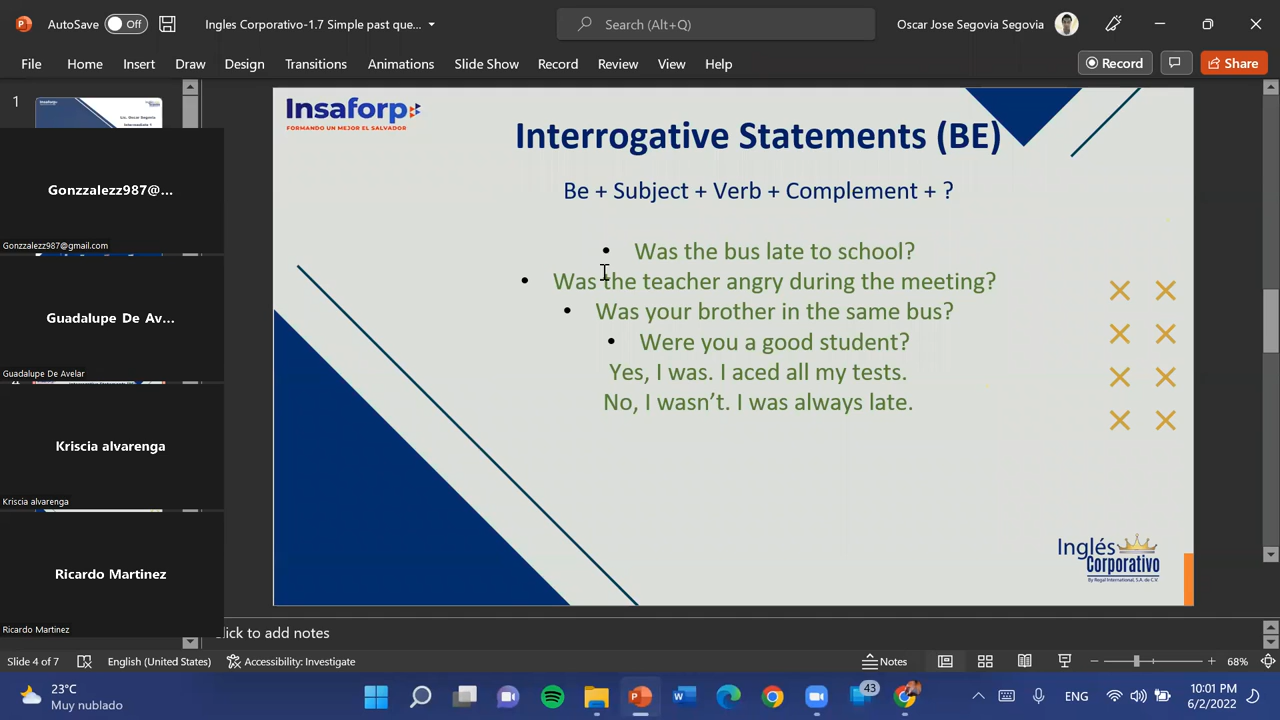 AutoSave Off Ingles Corporativo-1.7 Simple past que... Search (Alt+Q) Oscar Jose Segovia Segovia
File Home Insert Draw Design Transitions Animations Slide Show Record Review View Help Record Share
1
Insaforp
FORMANDO UN MEJOR EL SALVADOR
Interrogative Statements (BE)
Be + Subject + Verb + Complement + ?
• Was the bus late to school?
• Was the teacher angry during the meeting?
• Was your brother in the same bus?
• Were you a good student?
Yes, I was. I aced all my tests.
No, I wasn’t. I was always late.
Inglés
Corporativo
By Regal International, S.A. de C.V.
Gonzzalez987@...
Gonzzalez987@gmail.com
Guadalupe De Av...
Guadalupe De Avelar
Kriscia alvarenga
Kriscia alvarenga
Ricardo Martinez
Ricardo Martinez
lick to add notes
Slide 4 of 7 English (United States) Accessibility: Investigate Notes 68%
23°C
Muy nublado
43
ENG
10:01 PM
6/2/2022